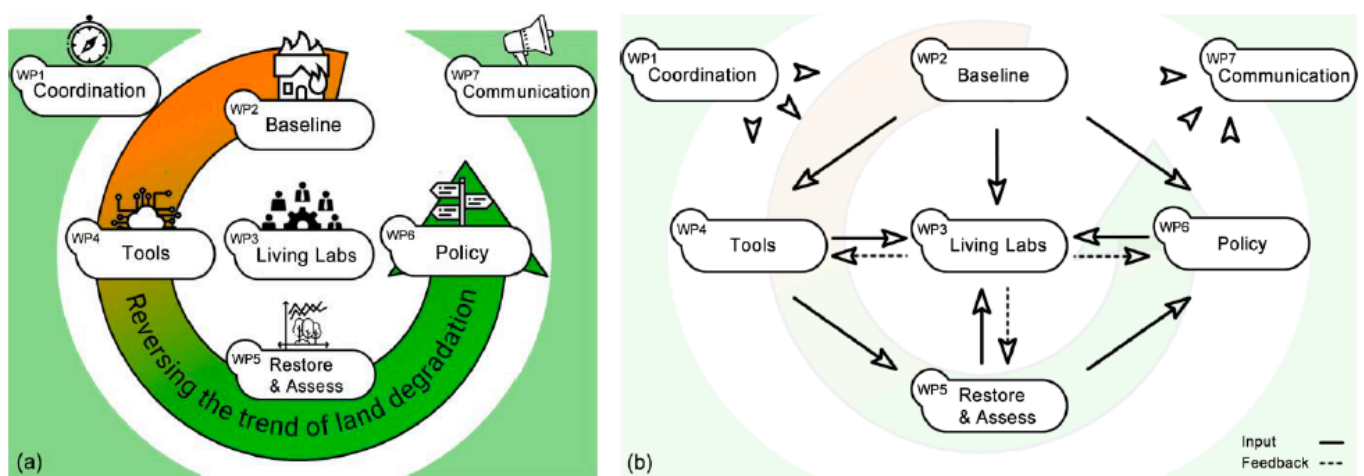 WP1
Coordination
WP2
Baseline
WP7
Communication
WP4
Tools
WP3
Living Labs
WP6
Policy
WP5
Restore
& Assess
Reversing the trend of land degradation
(a)
WP1
Coordination
WP2
Baseline
WP7
Communication
WP4
Tools
WP3
Living Labs
WP6
Policy
WP5
Restore
& Assess
Input
Feedback
(b)